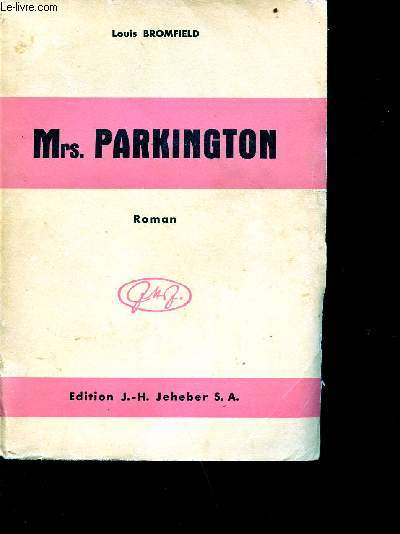 Le-livre.com
Louis BROMFIELD
Mrs. PARKINGTON
Roman
Edition J.-H. Jeheber S. A.